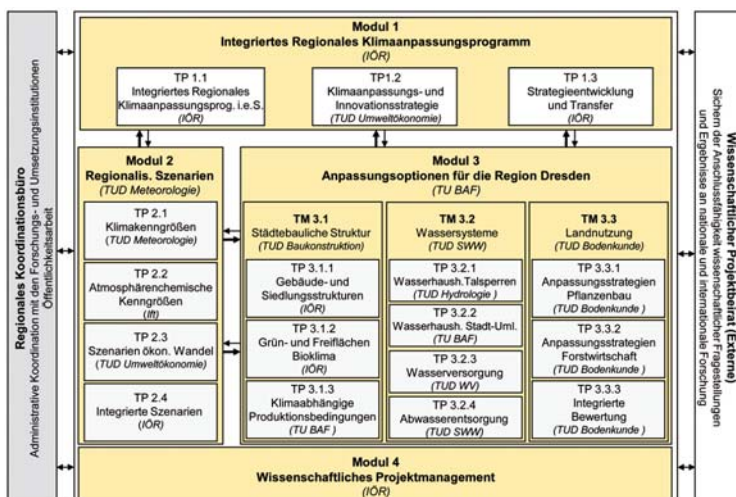 Regionales Koordinationsbüro
Administrative Koordination mit den Forschungs- und Umsetzungsinstitutionen
Öffentlichkeitsarbeit
Modul 1
Integriertes Regionales Klimaanpassungsprogramm
(IÖR)
TP 1.1
Integriertes Regionales
Klimaanpassungsprog. i.e.S.
(IÖR)
TP1.2
Klimaanpassungs- und
Innovationsstrategie
(TUD Umweltökonomie)
TP 1.3
Strategieentwicklung
und Transfer
(IÖR)
Modul 2
Regionalis. Szenarien
(TUD Meteorologie)
TP 2.1
Klimakenngrößen
(TUD Meteorologie)
TP 2.2
Atmosphärenchemische
Kenngrößen
(Ift)
TP 2.3
Szenarien ökon. Wandel
(TUD Umweltökonomie)
TP 2.4
Integrierte Szenarien
(IÖR)
Modul 3
Anpassungsoptionen für die Region Dresden
(TU BAF)
TM 3.1
Städtebauliche Struktur
(TUD Baukonstruktion)
TP 3.1.1
Gebäude- und
Siedlungsstrukturen
(IÖR)
TP 3.1.2
Grün- und Freiflächen
Bioklima
(IÖR)
TP 3.1.3
Klimaabhängige
Produktionsbedingungen
(TU BAF )
TM 3.2
Wassersysteme
(TUD SWW)
TP 3.2.1
Wasserhaush.Talsperren
(TUD Hydrologie )
TP 3.2.2
Wasserhaush. Stadt-Uml.
(TU BAF)
TP 3.2.3
Wasserversorgung
(TUD WV)
TP 3.2.4
Abwasserentsorgung
(TUD SWW)
TM 3.3
Landnutzung
(TUD Bodenkunde)
TP 3.3.1
Anpassungsstrategien
Pflanzenbau
(TUD Bodenkunde )
TP 3.3.2
Anpassungsstrategien
Forstwirtschaft
(TUD Bodenkunde )
TP 3.3.3
Integrierte
Bewertung
(TUD Bodenkunde )
Modul 4
Wissenschaftliches Projektmanagement
(IÖR)
Wissenschaftlicher Projektbeirat (Externe)
Sichern der Anschlussfähigkeit wissenschaftlicher Fragestellungen
und Ergebnisse an nationale und internationale Forschung